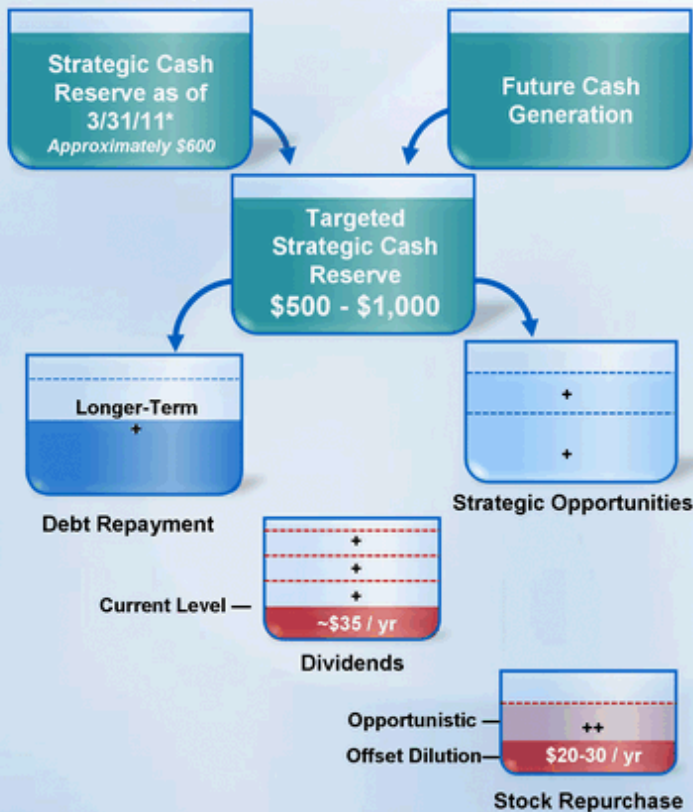 Strategic Cash
Reserve as of
3/31/11*
Approximately $600
Future Cash
Generation
Targeted
Strategic Cash
Reserve
$500 - $1,000
Longer-Term
+
Debt Repayment
+
+
Strategic Opportunities
+
+
+
Current Level —
~$35 / yr
Dividends
Opportunistic —
++
Offset Dilution —
$20-30 / yr
Stock Repurchase